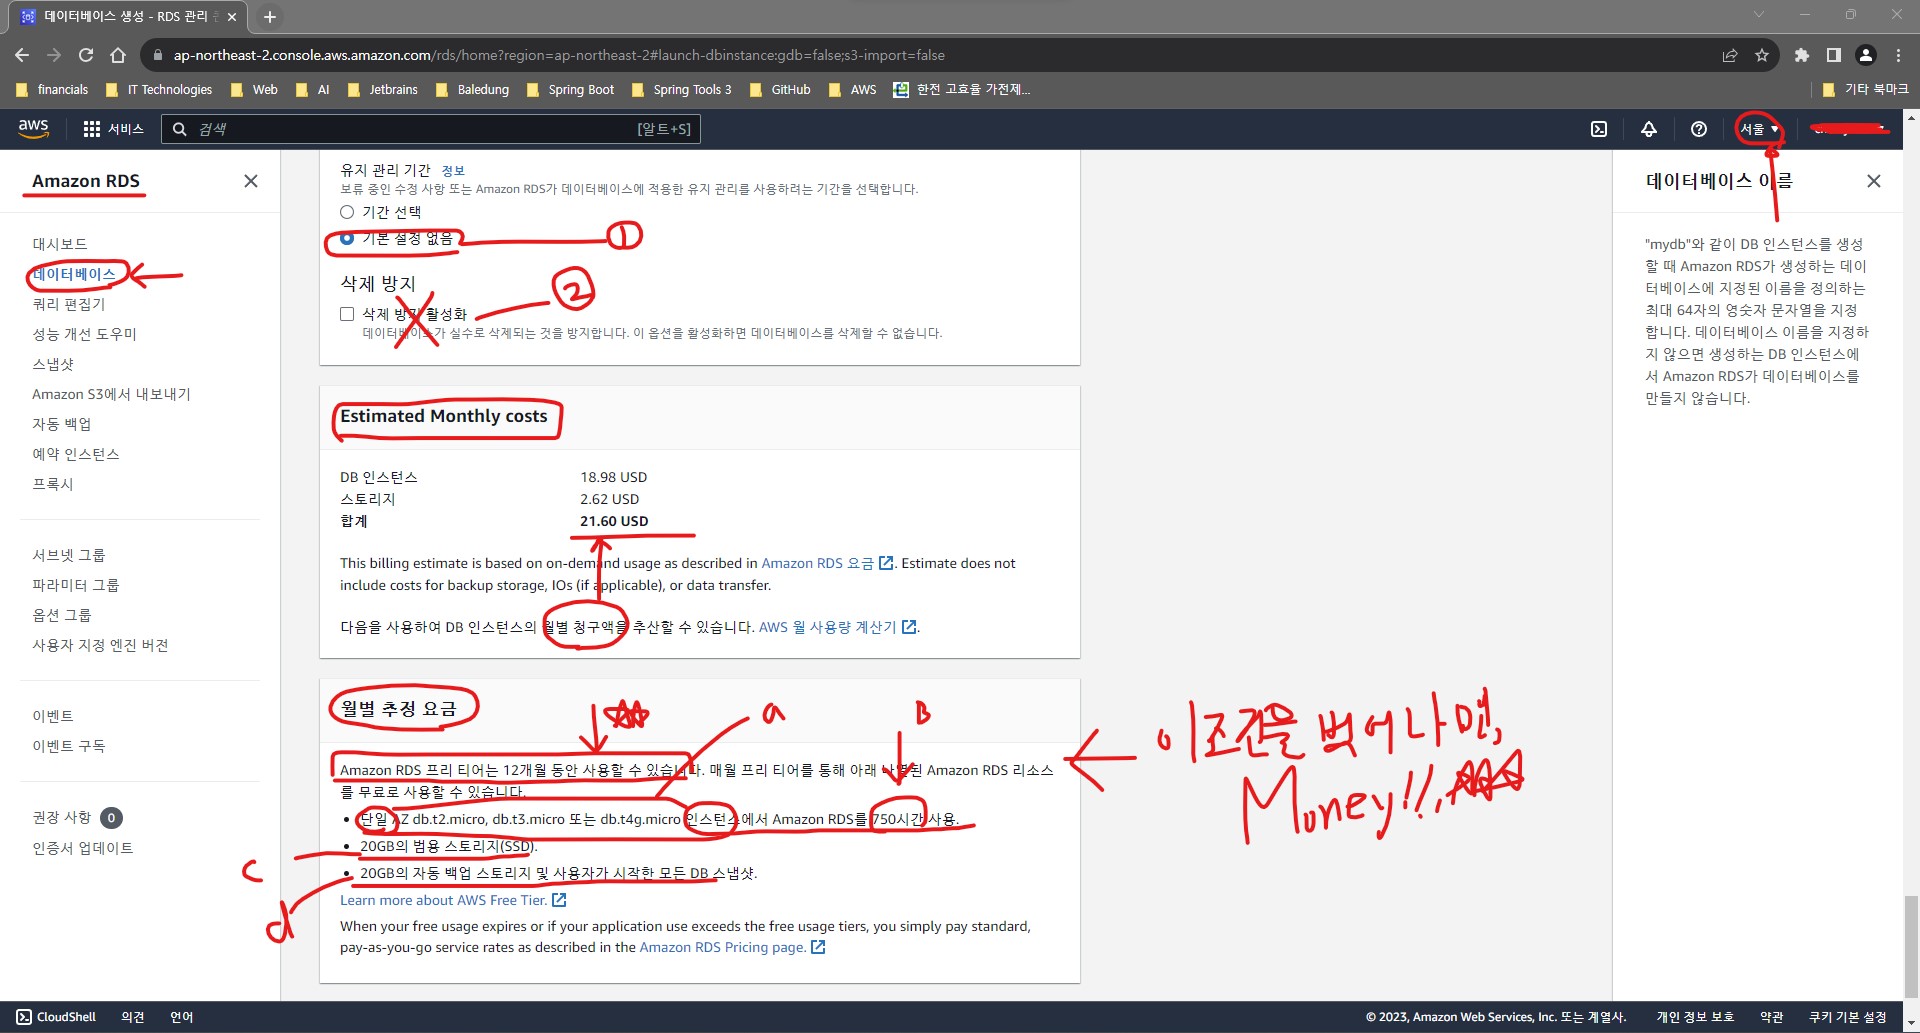 데이터베이스 생성 - RDS 관리
ap-northeast-2.console.aws.amazon.com/rds/home?region=ap-northeast-2#launch-dbinstance:gdb=false;s3-import=false
financials IT Technologies Web AI Jetbrains Baledung Spring Boot Spring Tools 3 GitHub AWS 한전 고효율 가전제... 기타 북마크
aws 서비스 검색 [알트+S] 서울
Amazon RDS
대시보드
데이터베이스
쿼리 편집기
성능 개선 도우미
스냅샷
Amazon S3에서 내보내기
자동 백업
예약 인스턴스
프록시
서브넷 그룹
파라미터 그룹
옵션 그룹
사용자 지정 엔진 버전
이벤트
이벤트 구독
권장 사항 0
인증서 업데이트
유지 관리 기간 정보
보류 중인 수정 사항 또는 Amazon RDS가 데이터베이스에 적용한 유지 관리를 사용하려는 기간을 선택합니다.
기간 선택
기본 설정 없음
1
삭제 방지
2
삭제 방지 활성화
데이터베이스가 실수로 삭제되는 것을 방지합니다. 이 옵션을 활성화하면 데이터베이스를 삭제할 수 없습니다.
Estimated Monthly costs
DB 인스턴스 18.98 USD
스토리지 2.62 USD
합계 21.60 USD
This billing estimate is based on on-demand usage as described in Amazon RDS 요금. Estimate does not
include costs for backup storage, IOs (if applicable), or data transfer.
다음을 사용하여 DB 인스턴스의 월별 청구액을 추산할 수 있습니다. AWS 월 사용량 계산기.
월별 추정 요금
a
B
Amazon RDS 프리 티어는 12개월 동안 사용할 수 있습니다. 매월 프리 티어를 통해 아래 나열된 Amazon RDS 리소스
를 무료로 사용할 수 있습니다.
• 단일 AZ db.t2.micro, db.t3.micro 또는 db.t4g.micro 인스턴스에서 Amazon RDS를 750시간 사용.
• 20GB의 범용 스토리지(SSD).
• 20GB의 자동 백업 스토리지 및 사용자가 시작한 모든 DB 스냅샷.
c
d
Learn more about AWS Free Tier.
When your free usage expires or if your application use exceeds the free usage tiers, you simply pay standard,
pay-as-you-go service rates as described in the Amazon RDS Pricing page.
이조건을 벗어나면,
Money!!,
데이터베이스 이름
"mydb"와 같이 DB 인스턴스를 생성
할 때 Amazon RDS가 생성하는 데이
터베이스에 지정된 이름을 정의하는
최대 64자의 영숫자 문자열을 지정
합니다. 데이터베이스 이름을 지정하
지 않으면 생성하는 DB 인스턴스에
서 Amazon RDS가 데이터베이스를
만들지 않습니다.
CloudShell 의견 언어 © 2023, Amazon Web Services, Inc. 또는 계열사. 개인 정보 보호 약관 쿠키 기본 설정